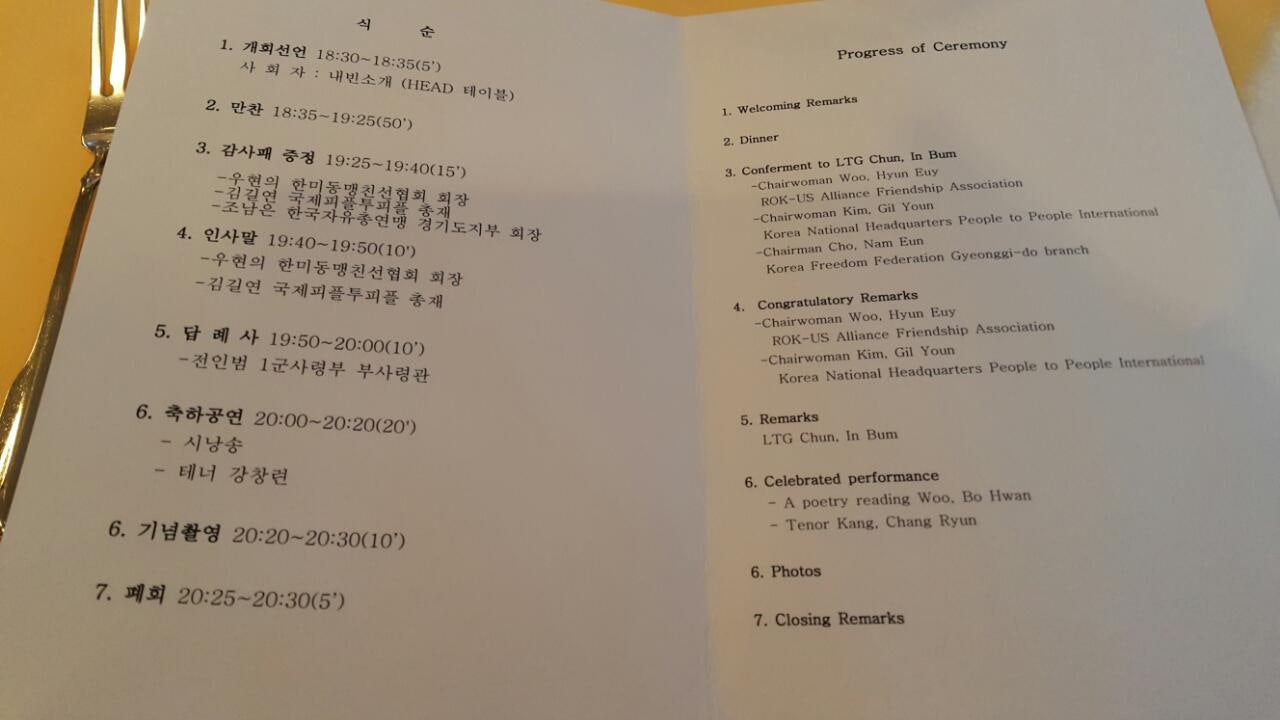 식 순
1. 개회선언 18:30~18:35(5')
사 회 자 : 내빈소개 (HEAD 테이블)
2. 만찬 18:35~19:25(50')
3. 감사패 증정 19:25~19:40(15')
-우현의 한미동맹친선협회 회장
-김길연 국제피플투피플 총재
-조남은 한국자유총연맹 경기도지부 회장
4. 인사말 19:40~19:50(10')
-우현의 한미동맹친선협회 회장
-김길연 국제피플투피플 총재
5. 답 례 사 19:50~20:00(10')
-전인범 1군사령부 부사령관
6. 축하공연 20:00~20:20(20')
- 시낭송
- 테너 강창련
6. 기념촬영 20:20~20:30(10')
7. 폐회 20:25~20:30(5')
Progress of Ceremony
1. Welcoming Remarks
2. Dinner
3. Conferment to LTG Chun, In Bum
-Chairwoman Woo, Hyun Euy
ROK-US Alliance Friendship Association
-Chairwoman Kim, Gil Youn
Korea National Headquarters People to People International
-Chairman Cho, Nam Eun
Korea Freedom Federation Gyeonggi-do branch
4. Congratulatory Remarks
-Chairwoman Woo, Hyun Euy
ROK-US Alliance Friendship Association
-Chairwoman Kim, Gil Youn
Korea National Headquarters People to People International
5. Remarks
LTG Chun, In Bum
6. Celebrated performance
- A poetry reading Woo, Bo Hwan
- Tenor Kang, Chang Ryun
6. Photos
7. Closing Remarks